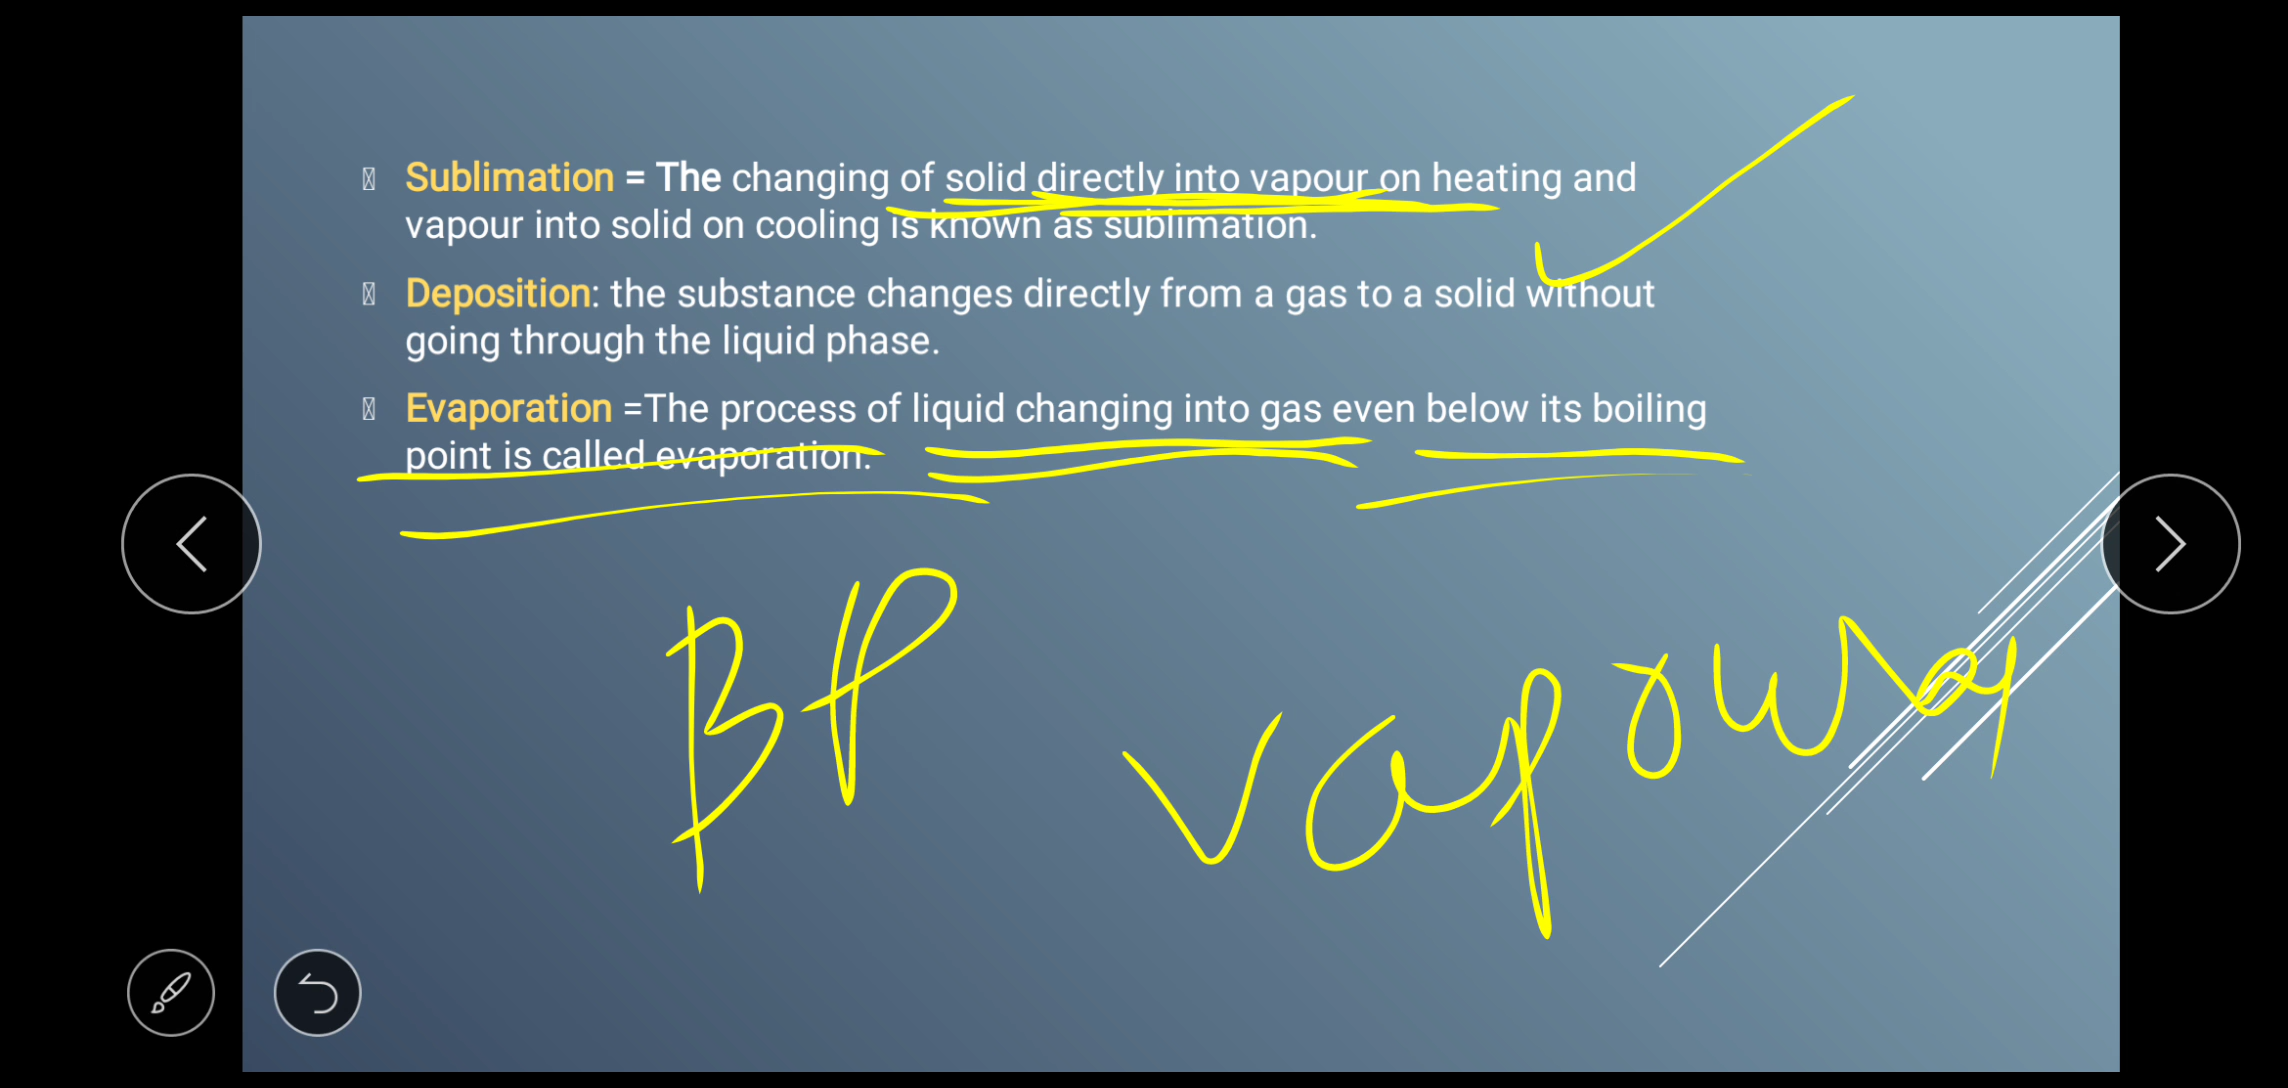 Sublimation = The changing of solid directly into vapour on heating and
vapour into solid on cooling is known as sublimation.
Deposition: the substance changes directly from a gas to a solid without
going through the liquid phase.
Evaporation =The process of liquid changing into gas even below its boiling
point is called evaporation.
BP
vapours